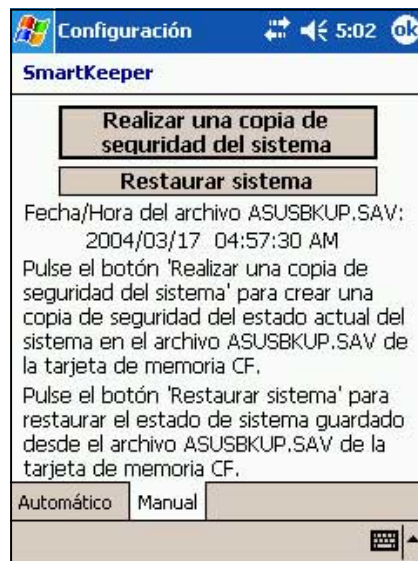 Configuración 5:02 ok
SmartKeeper
Realizar una copia de
seguridad del sistema
Restaurar sistema
Fecha/Hora del archivo ASUSBKUP.SAV:
2004/03/17 04:57:30 AM
Pulse el botón 'Realizar una copia de
seguridad del sistema' para crear una
copia de seguridad del estado actual del
sistema en el archivo ASUSBKUP.SAV de
la tarjeta de memoria CF.
Pulse el botón 'Restaurar sistema' para
restaurar el estado de sistema guardado
desde el archivo ASUSBKUP.SAV de la
tarjeta de memoria CF.
Automático Manual